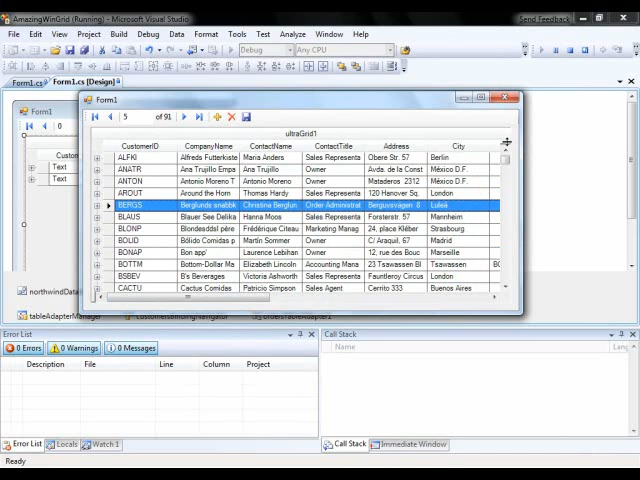 AmazingWinGrid (Running) - Microsoft Visual Studio
Send Feedback
File Edit View Project Build Debug Data Format Tools Test Analyze Window Help
Debug Any CPU
Form1.cs Form1.cs [Design]
Form1
0
Text
Text
Form1
5 of 91
ultraGrid1
CustomerID CompanyName ContactName ContactTitle Address City
ALFKI Alfreds Futterkiste Maria Anders Sales Representa Obere Str. 57 Berlin
ANATR Ana Trujillo Empa Ana Trujillo Owner Avda. de la Const México D.F.
ANTON Antonio Moreno T Antonio Moreno Owner Mataderos 2312 México D.F.
AROUT Around the Horn Thomas Hardy Sales Representa 120 Hanover Sq. London
BERGS Berglunds snabbk Christina Berglun Order Administrat Berguvsvägen 8 Luleå
BLAUS Blauer See Delika Hanna Moos Sales Representa Forsterstr. 57 Mannheim
BLONP Blondesddsl père Frédérique Citeau Marketing Manag 24, place Kléber Strasbourg
BOLID Bólido Comidas p Martín Sommer Owner C/ Araquil, 67 Madrid
BONAP Bon app' Laurence Lebihan Owner 12, rue des Bouc Marseille
BOTTM Bottom-Dollar Ma Elizabeth Lincoln Accounting Mana 23 Tsawassen Bl Tsawassen BC
BSBEV B's Beverages Victoria Ashworth Sales Representa Fauntleroy Circus London
CACTU Cactus Comidas p Patricio Simpson Sales Agent Cerrito 333 Buenos Aires
northwindData
tableAdapterManager customersBindingNavigator ordersTableAdapter1
Error List
Call Stack
0 Errors 0 Warnings 0 Messages
Name Lang
Description File Line Column Project
Error List Locals Watch 1
Call Stack Immediate Window
Ready